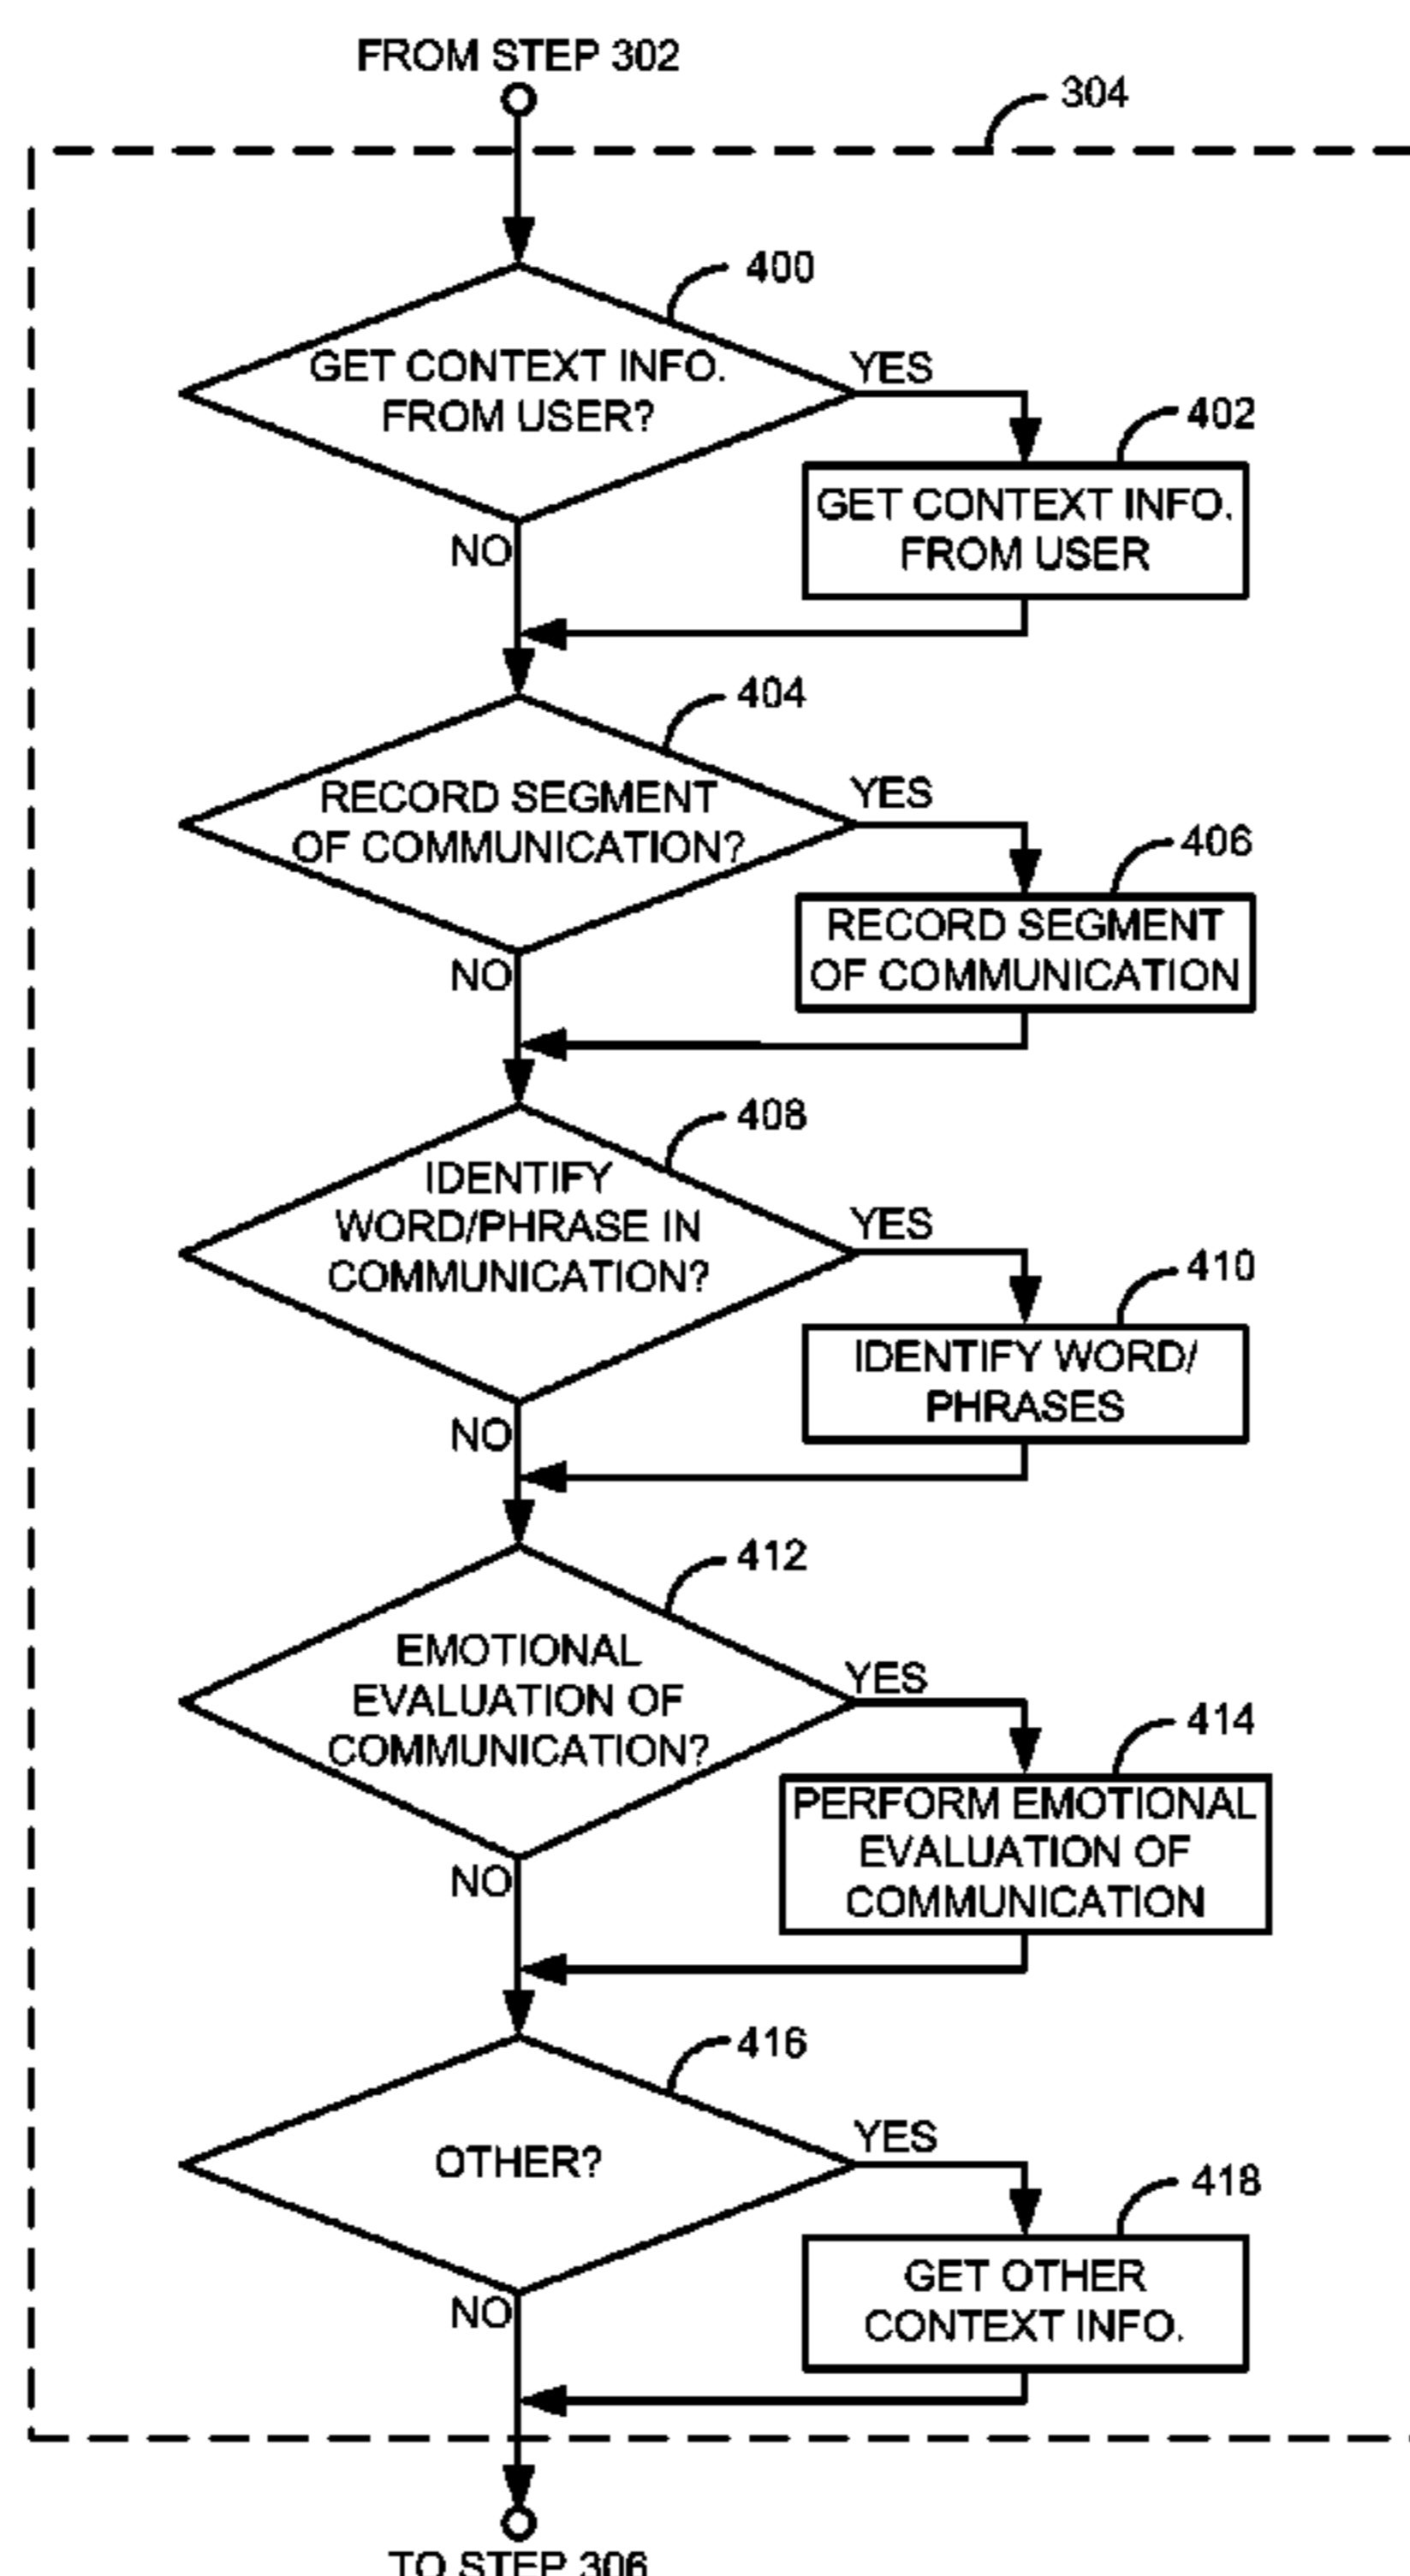 FROM STEP 302
304
400
GET CONTEXT INFO.
FROM USER?
YES
402
GET CONTEXT INFO.
FROM USER
NO
404
RECORD SEGMENT
OF COMMUNICATION?
YES
406
RECORD SEGMENT
OF COMMUNICATION
NO
408
IDENTIFY
WORD/PHRASE IN
COMMUNICATION?
YES
410
IDENTIFY WORD/
PHRASES
NO
412
EMOTIONAL
EVALUATION OF
COMMUNICATION?
YES
414
PERFORM EMOTIONAL
EVALUATION OF
COMMUNICATION
NO
416
OTHER?
YES
418
GET OTHER
CONTEXT INFO.
NO
TO STEP 306